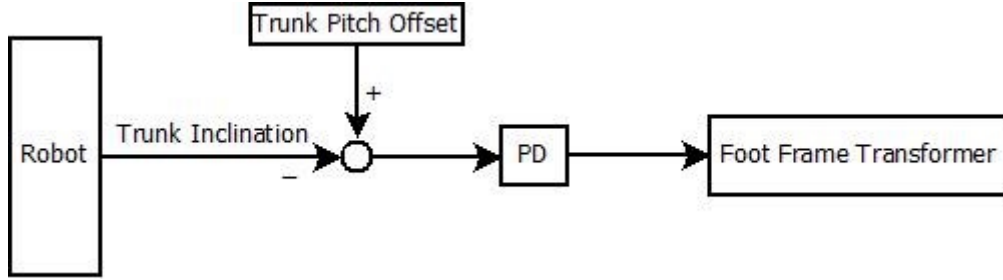 Trunk Pitch Offset
+
Trunk Inclination
Robot
−
PD
Foot Frame Transformer